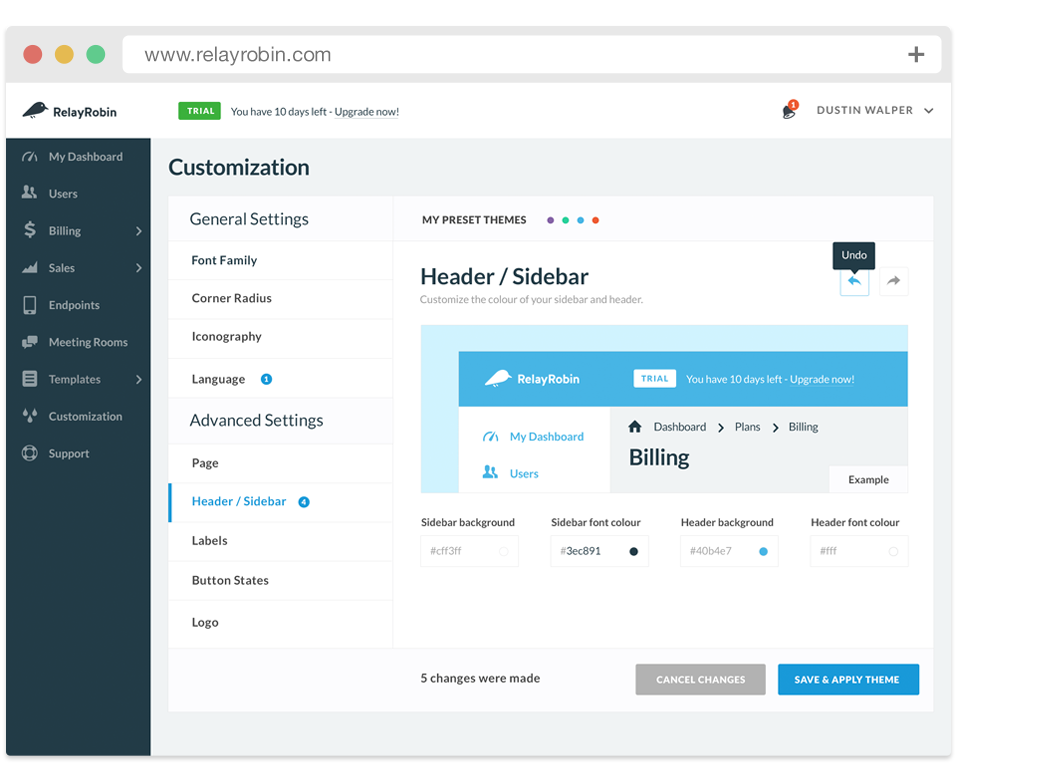 www.relayrobin.com
RelayRobin
TRIAL You have 10 days left - Upgrade now!
1
DUSTIN WALPER
My Dashboard
Users
Billing
Sales
Endpoints
Meeting Rooms
Templates
Customization
Support
Customization
General Settings
Font Family
Corner Radius
Iconography
Language 1
Advanced Settings
Page
Header / Sidebar 4
Labels
Button States
Logo
MY PRESET THEMES
Header / Sidebar
Customize the colour of your sidebar and header.
Undo
RelayRobin
TRIAL You have 10 days left - Upgrade now!
My Dashboard
Users
Dashboard Plans Billing
Billing
Example
Sidebar background Sidebar font colour Header background Header font colour
#cff3ff #3ec891 #40b4e7 #fff
5 changes were made
CANCEL CHANGES
SAVE & APPLY THEME